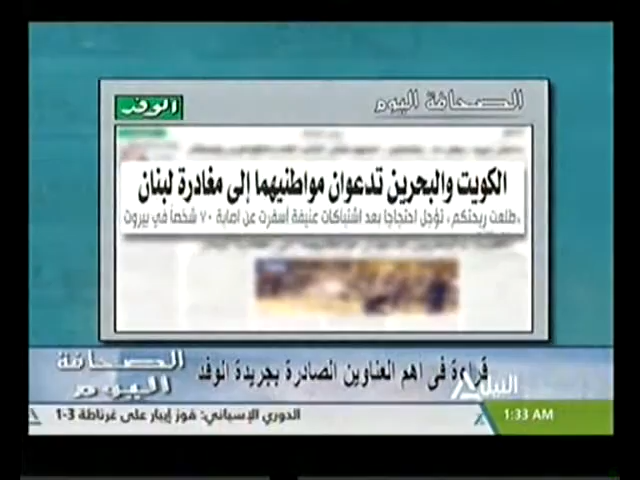 الصحافة اليوم
الوفد
الكويت والبحرين تدعوان مواطنيهما إلى مغادرة لبنان
«طلعت ريحتكم» تؤجل احتجاجا بعد اشتباكات عنيفة أسفرت عن اصابة ٧٠ شخصاً في بيروت
الصحافة
اليوم
قراءة فى اهم العناوين الصادرة بجريدة الوفد
النيل
الدوري الإسباني: فوز إيبار على غرناطة 3-1
1:33 AM